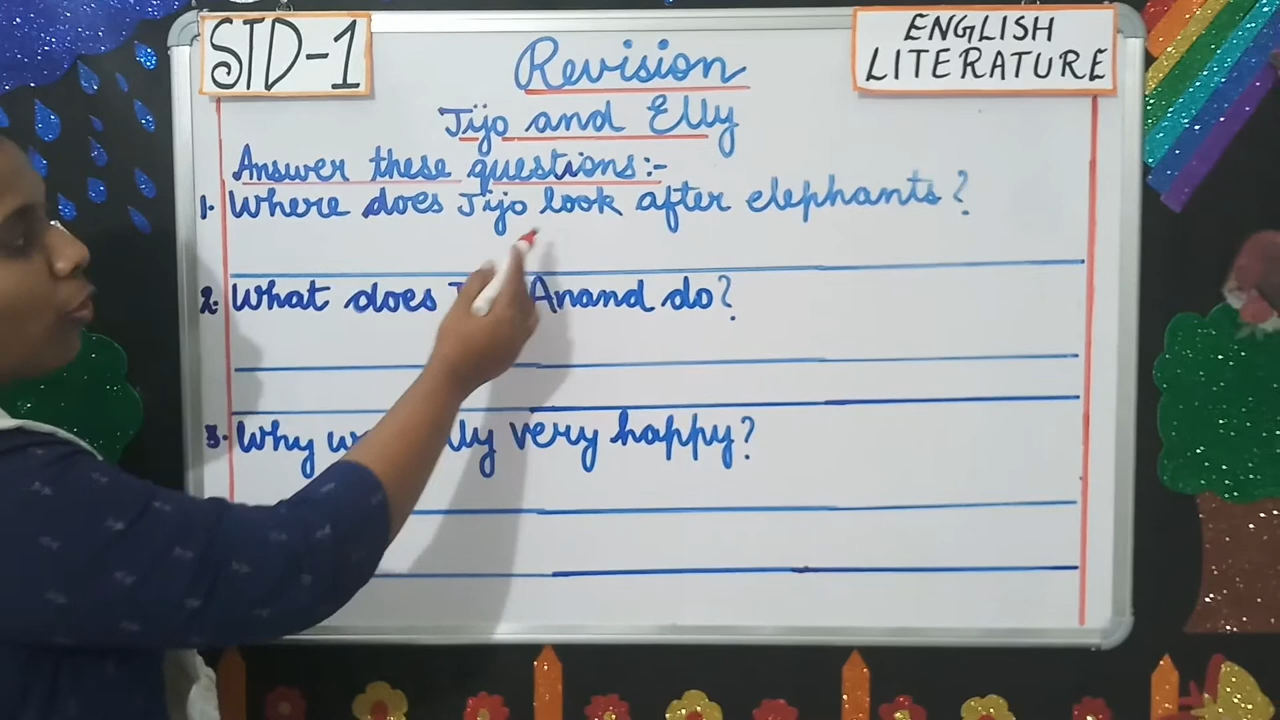 STD-1
ENGLISH
LITERATURE
Revision
Jijo and Elly
Answer these questions:-
1. Where does Jijo look after elephants?
2. What does Anand do?
3. Why very happy?